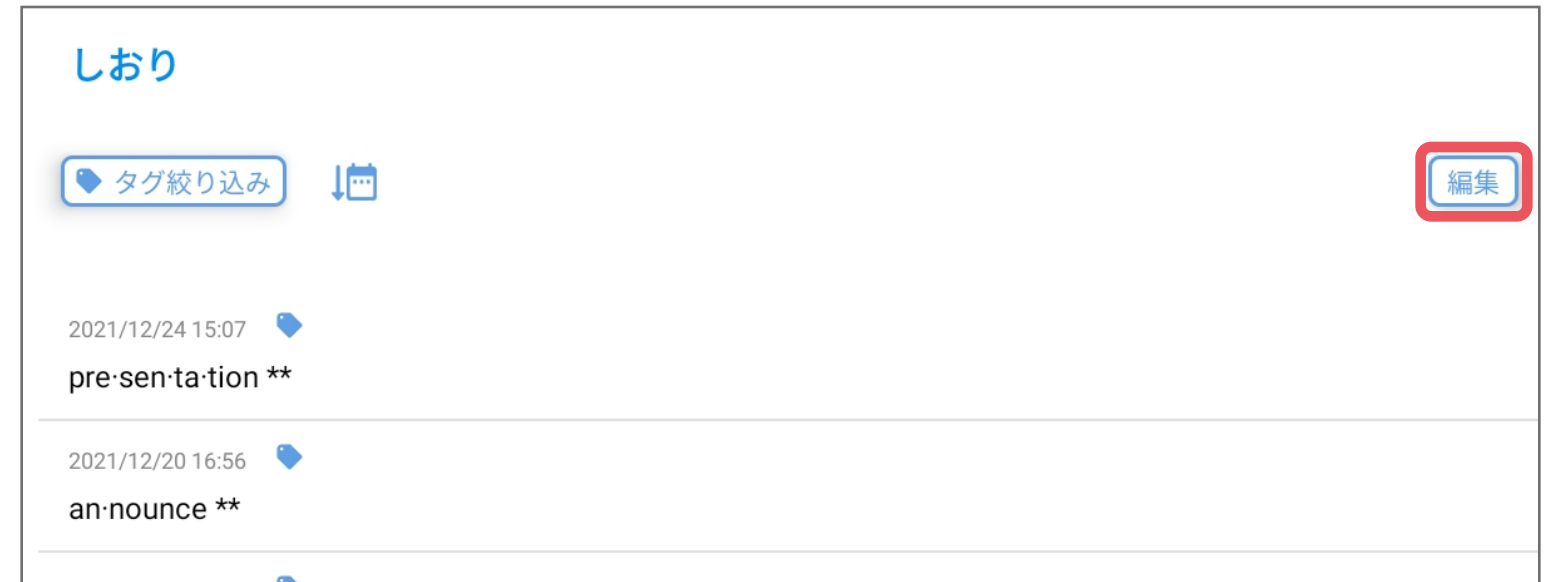 しおり
タグ絞り込み
編集
2021/12/24 15:07
pre·sen·ta·tion **
2021/12/20 16:56
an·nounce **